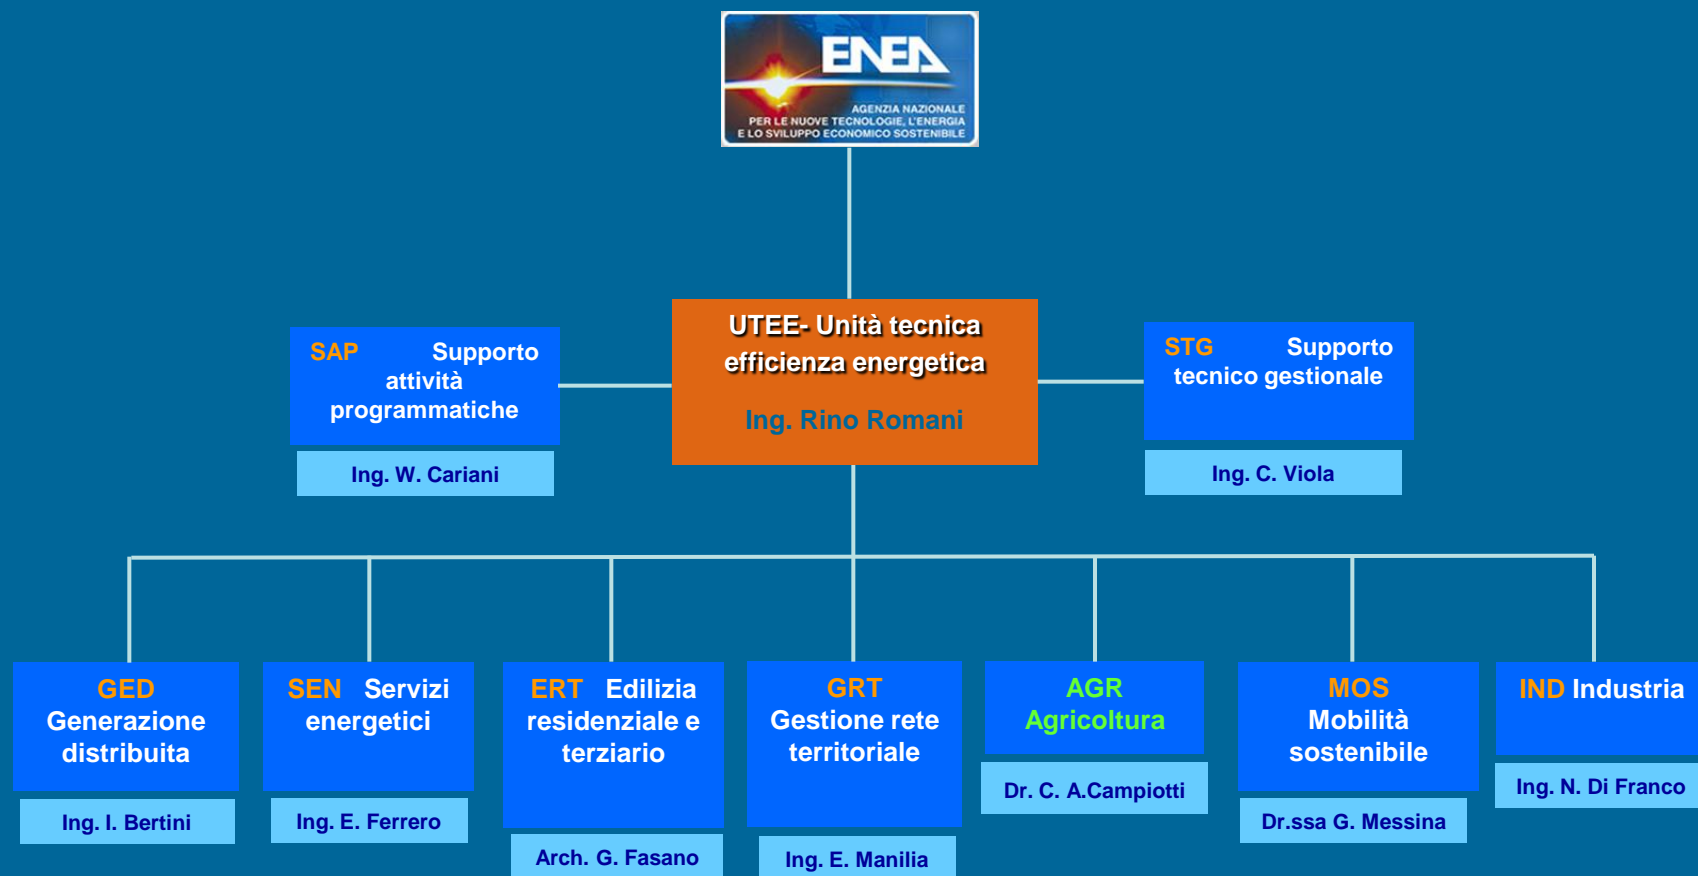 ENEA
AGENZIA NAZIONALE
PER LE NUOVE TECNOLOGIE, L'ENERGIA
E LO SVILUPPO ECONOMICO SOSTENIBILE
UTEE- Unità tecnica
efficienza energetica
Ing. Rino Romani
SAP Supporto
attività
programmatiche
Ing. W. Cariani
STG Supporto
tecnico gestionale
Ing. C. Viola
GED
Generazione
distribuita
Ing. I. Bertini
SEN Servizi
energetici
Ing. E. Ferrero
ERT Edilizia
residenziale e
terziario
Arch. G. Fasano
GRT
Gestione rete
territoriale
Ing. E. Manilia
AGR
Agricoltura
Dr. C. A.Campiotti
MOS
Mobilità
sostenibile
Dr.ssa G. Messina
IND Industria
Ing. N. Di Franco